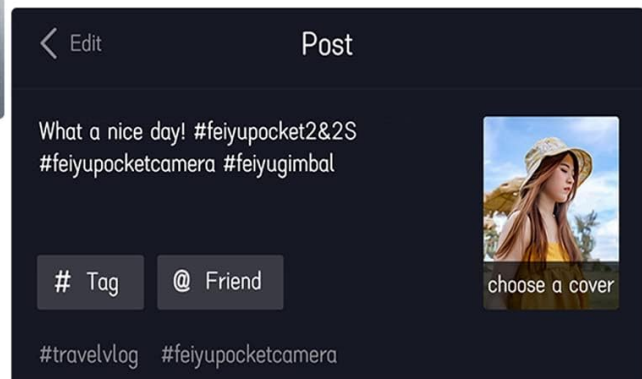 Edit
Post
What a nice day! #feiyupocket2&2S
#feiyupocketcamera #feiyugimbal
choose a cover
# Tag
@ Friend
#travelvlog #feiyupocketcamera